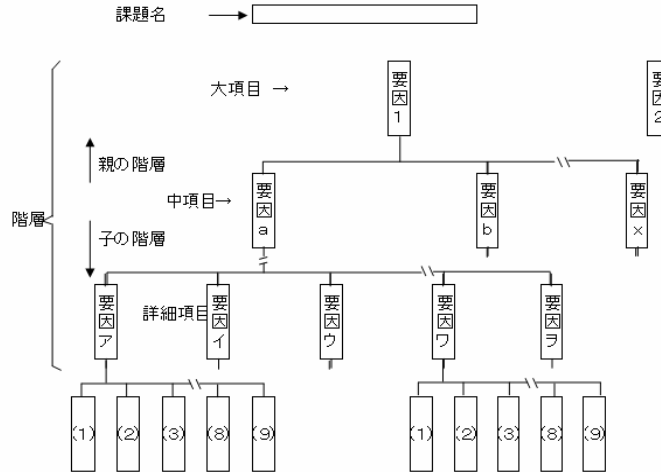 課題名
大項目 →
要因1
要因2
親の階層
階層
中項目→
要因a
要因b
要因x
子の階層
詳細項目
要因ア
要因イ
要因ウ
要因ワ
要因ヲ
(1)
(2)
(3)
(8)
(9)
(1)
(2)
(3)
(8)
(9)